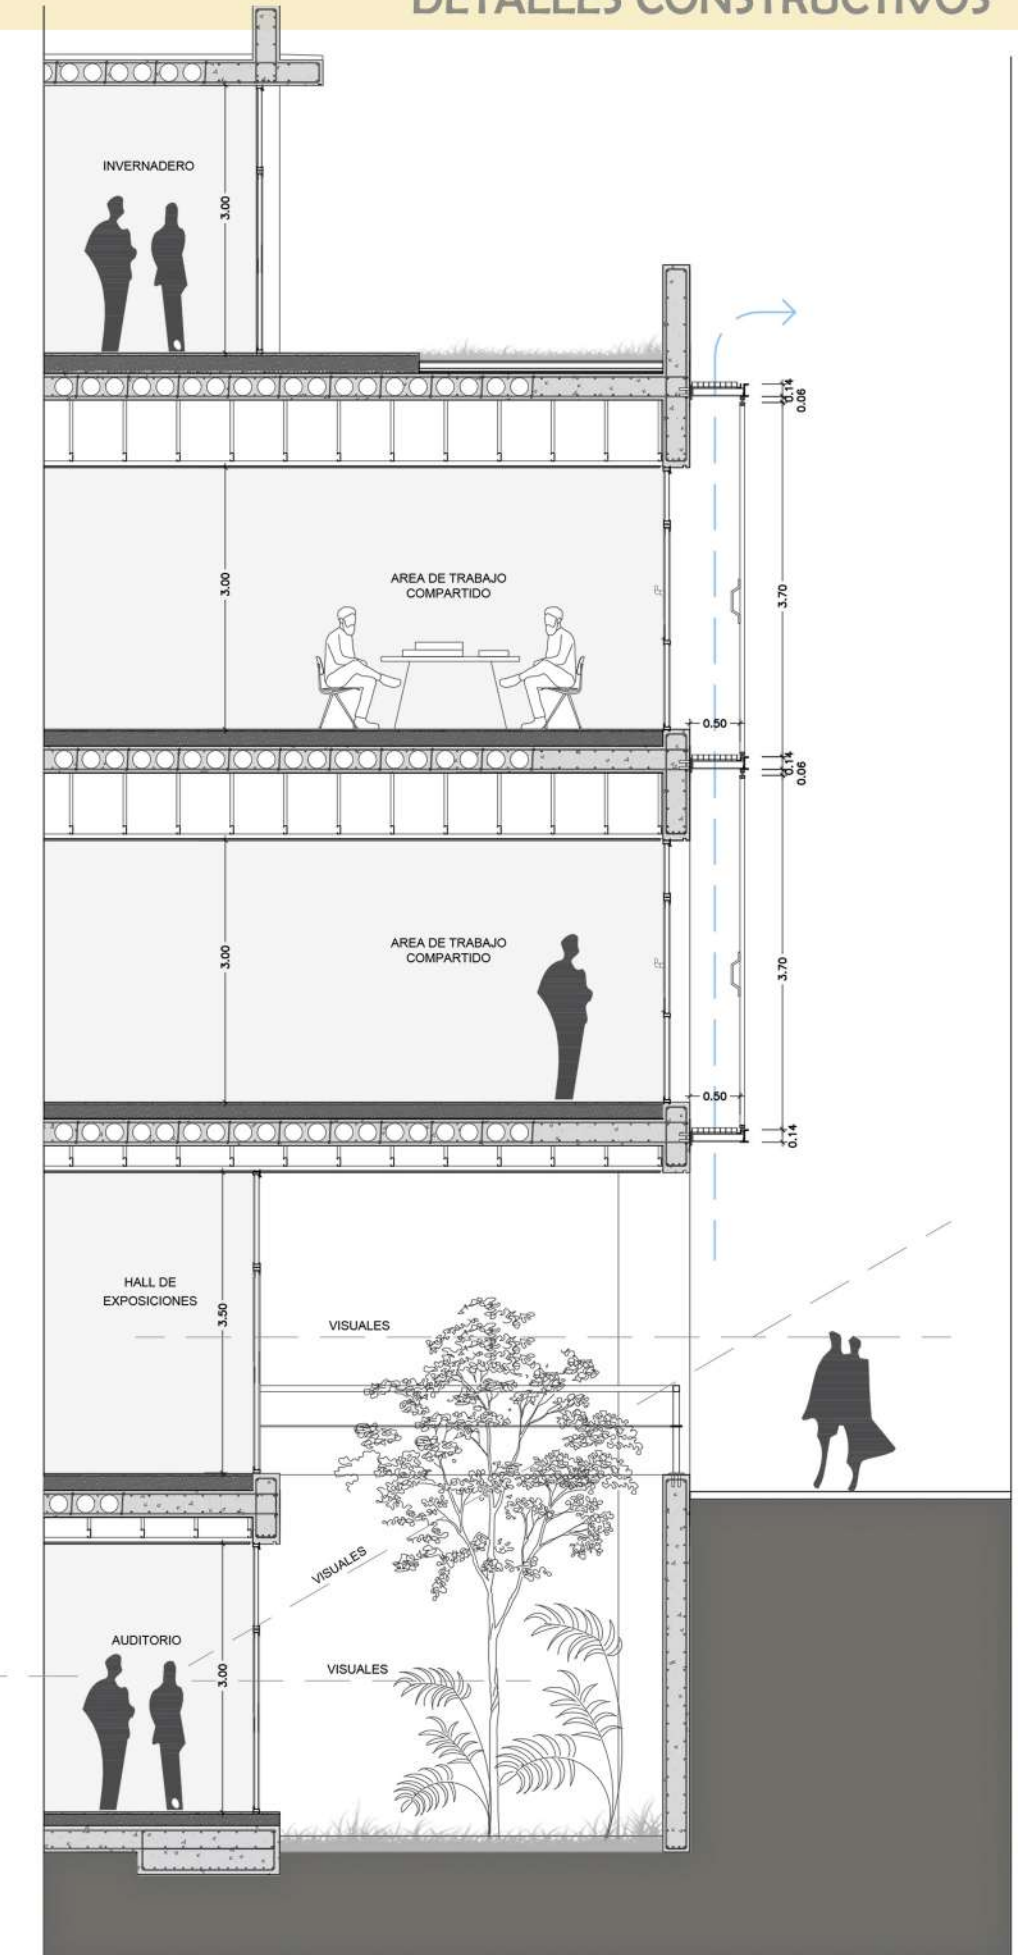 DETALLES CONSTRUCTIVOS
INVERNADERO
3.00
0.14
0.06
3.00
AREA DE TRABAJO
COMPARTIDO
3.70
0.50
0.14
0.06
3.00
AREA DE TRABAJO
COMPARTIDO
3.70
0.50
0.14
HALL DE
EXPOSICIONES
3.50
VISUALES
VISUALES
AUDITORIO
3.00
VISUALES